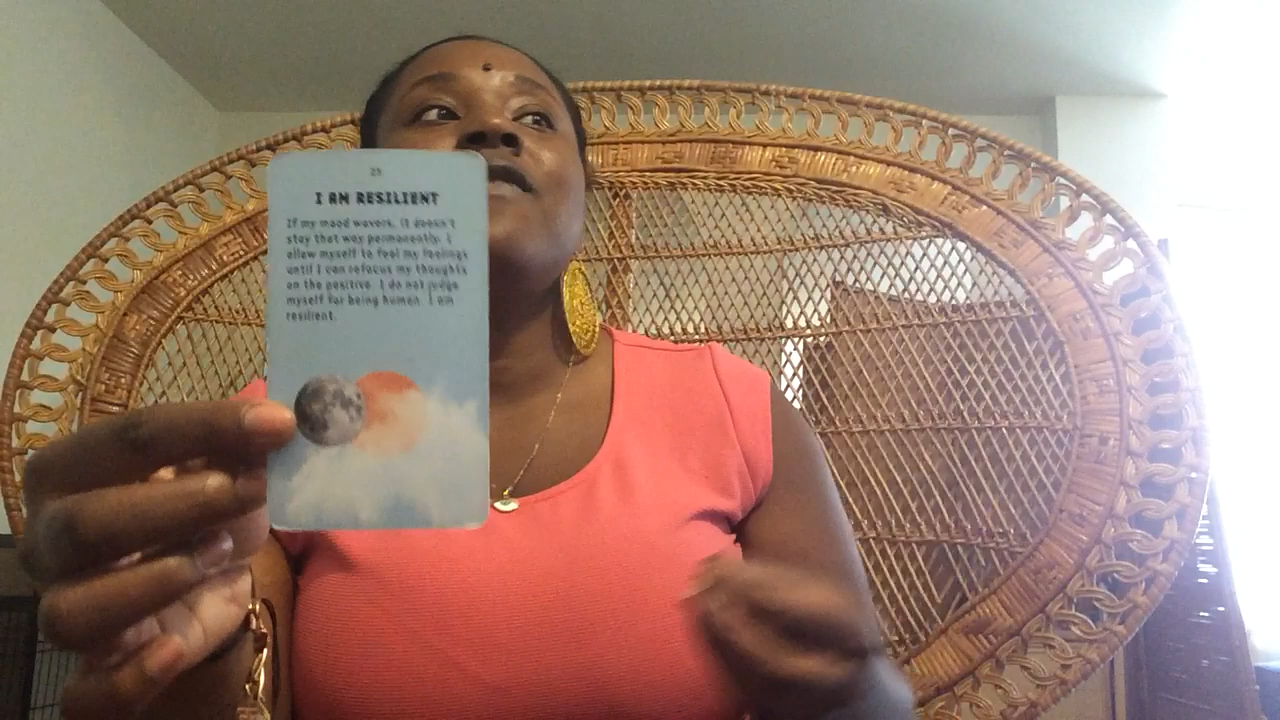 25
I AM RESILIENT
If my mood wavers, it doesn't
stay that way permanently. I
allow myself to feel my feelings
until I can refocus my thoughts
on the positive. I do not judge
myself for being human. I am
resilient.